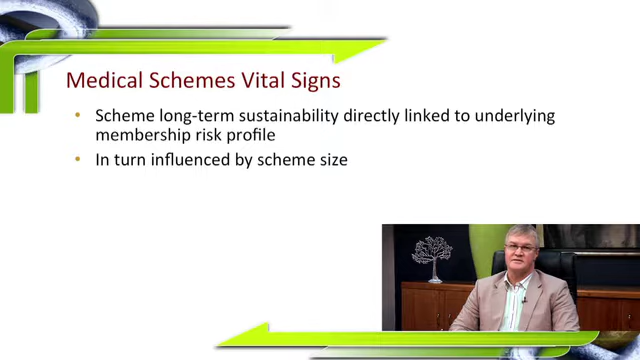 Medical Schemes Vital Signs
• Scheme long-term sustainability directly linked to underlying
membership risk profile
• In turn influenced by scheme size